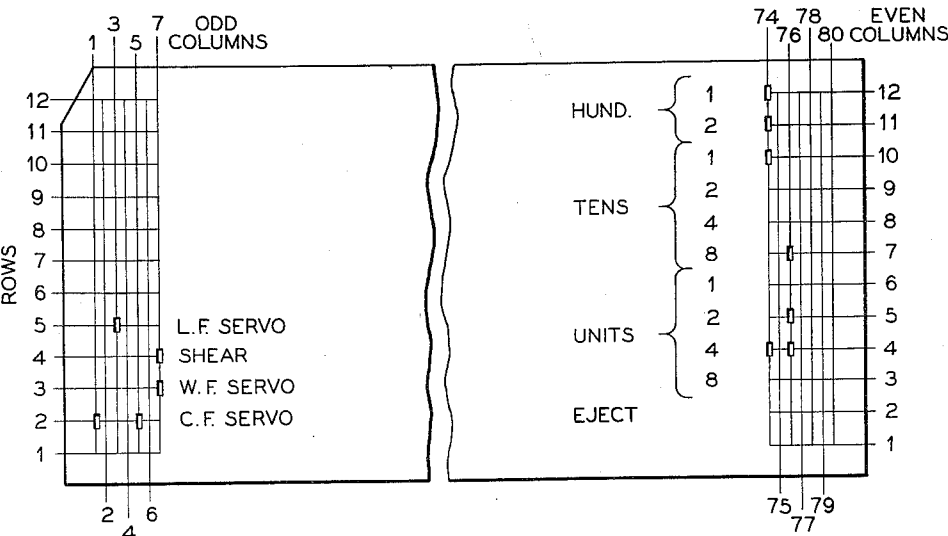 1 3 5 7 ODD
COLUMNS
ROWS
12
11
10
9
8
7
6
5 L.F. SERVO
4 SHEAR
3 W.F. SERVO
2 C.F. SERVO
1
2 4 6
74 76 78 80 EVEN
COLUMNS
HUND. 1
2
TENS 1
2
4
8
UNITS 1
2
4
8
EJECT
12
11
10
9
8
7
6
5
4
3
2
1
75 77 79